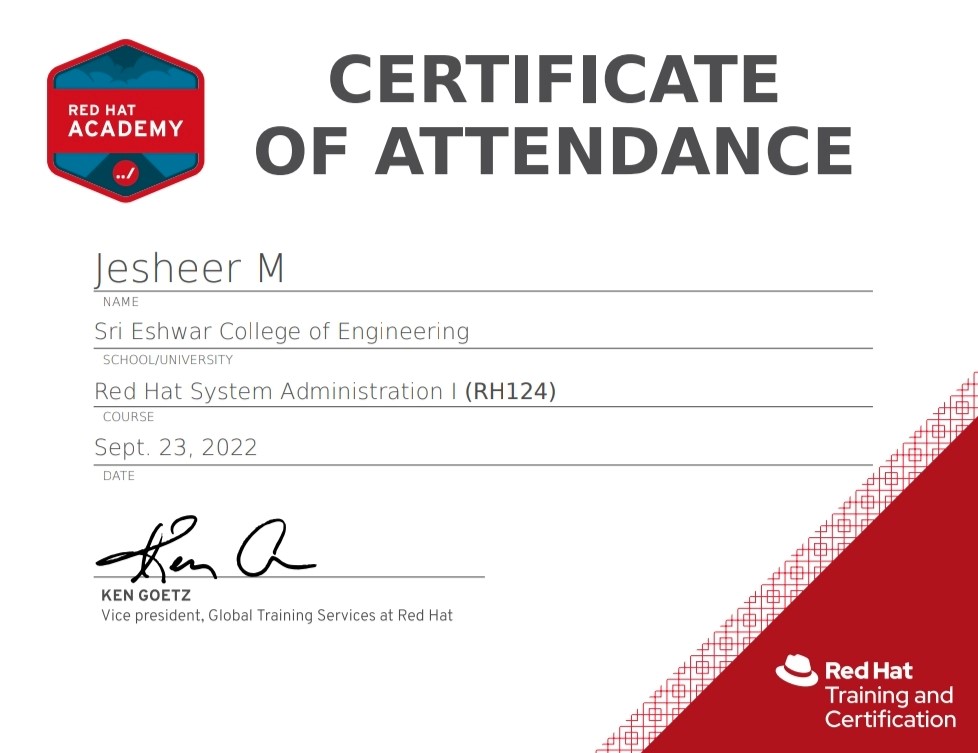 RED HAT
ACADEMY
../
CERTIFICATE
OF ATTENDANCE
Jesheer M
NAME
Sri Eshwar College of Engineering
SCHOOL/UNIVERSITY
Red Hat System Administration I (RH124)
COURSE
Sept. 23, 2022
DATE
KEN GOETZ
Vice president, Global Training Services at Red Hat
Red Hat
Training and
Certification